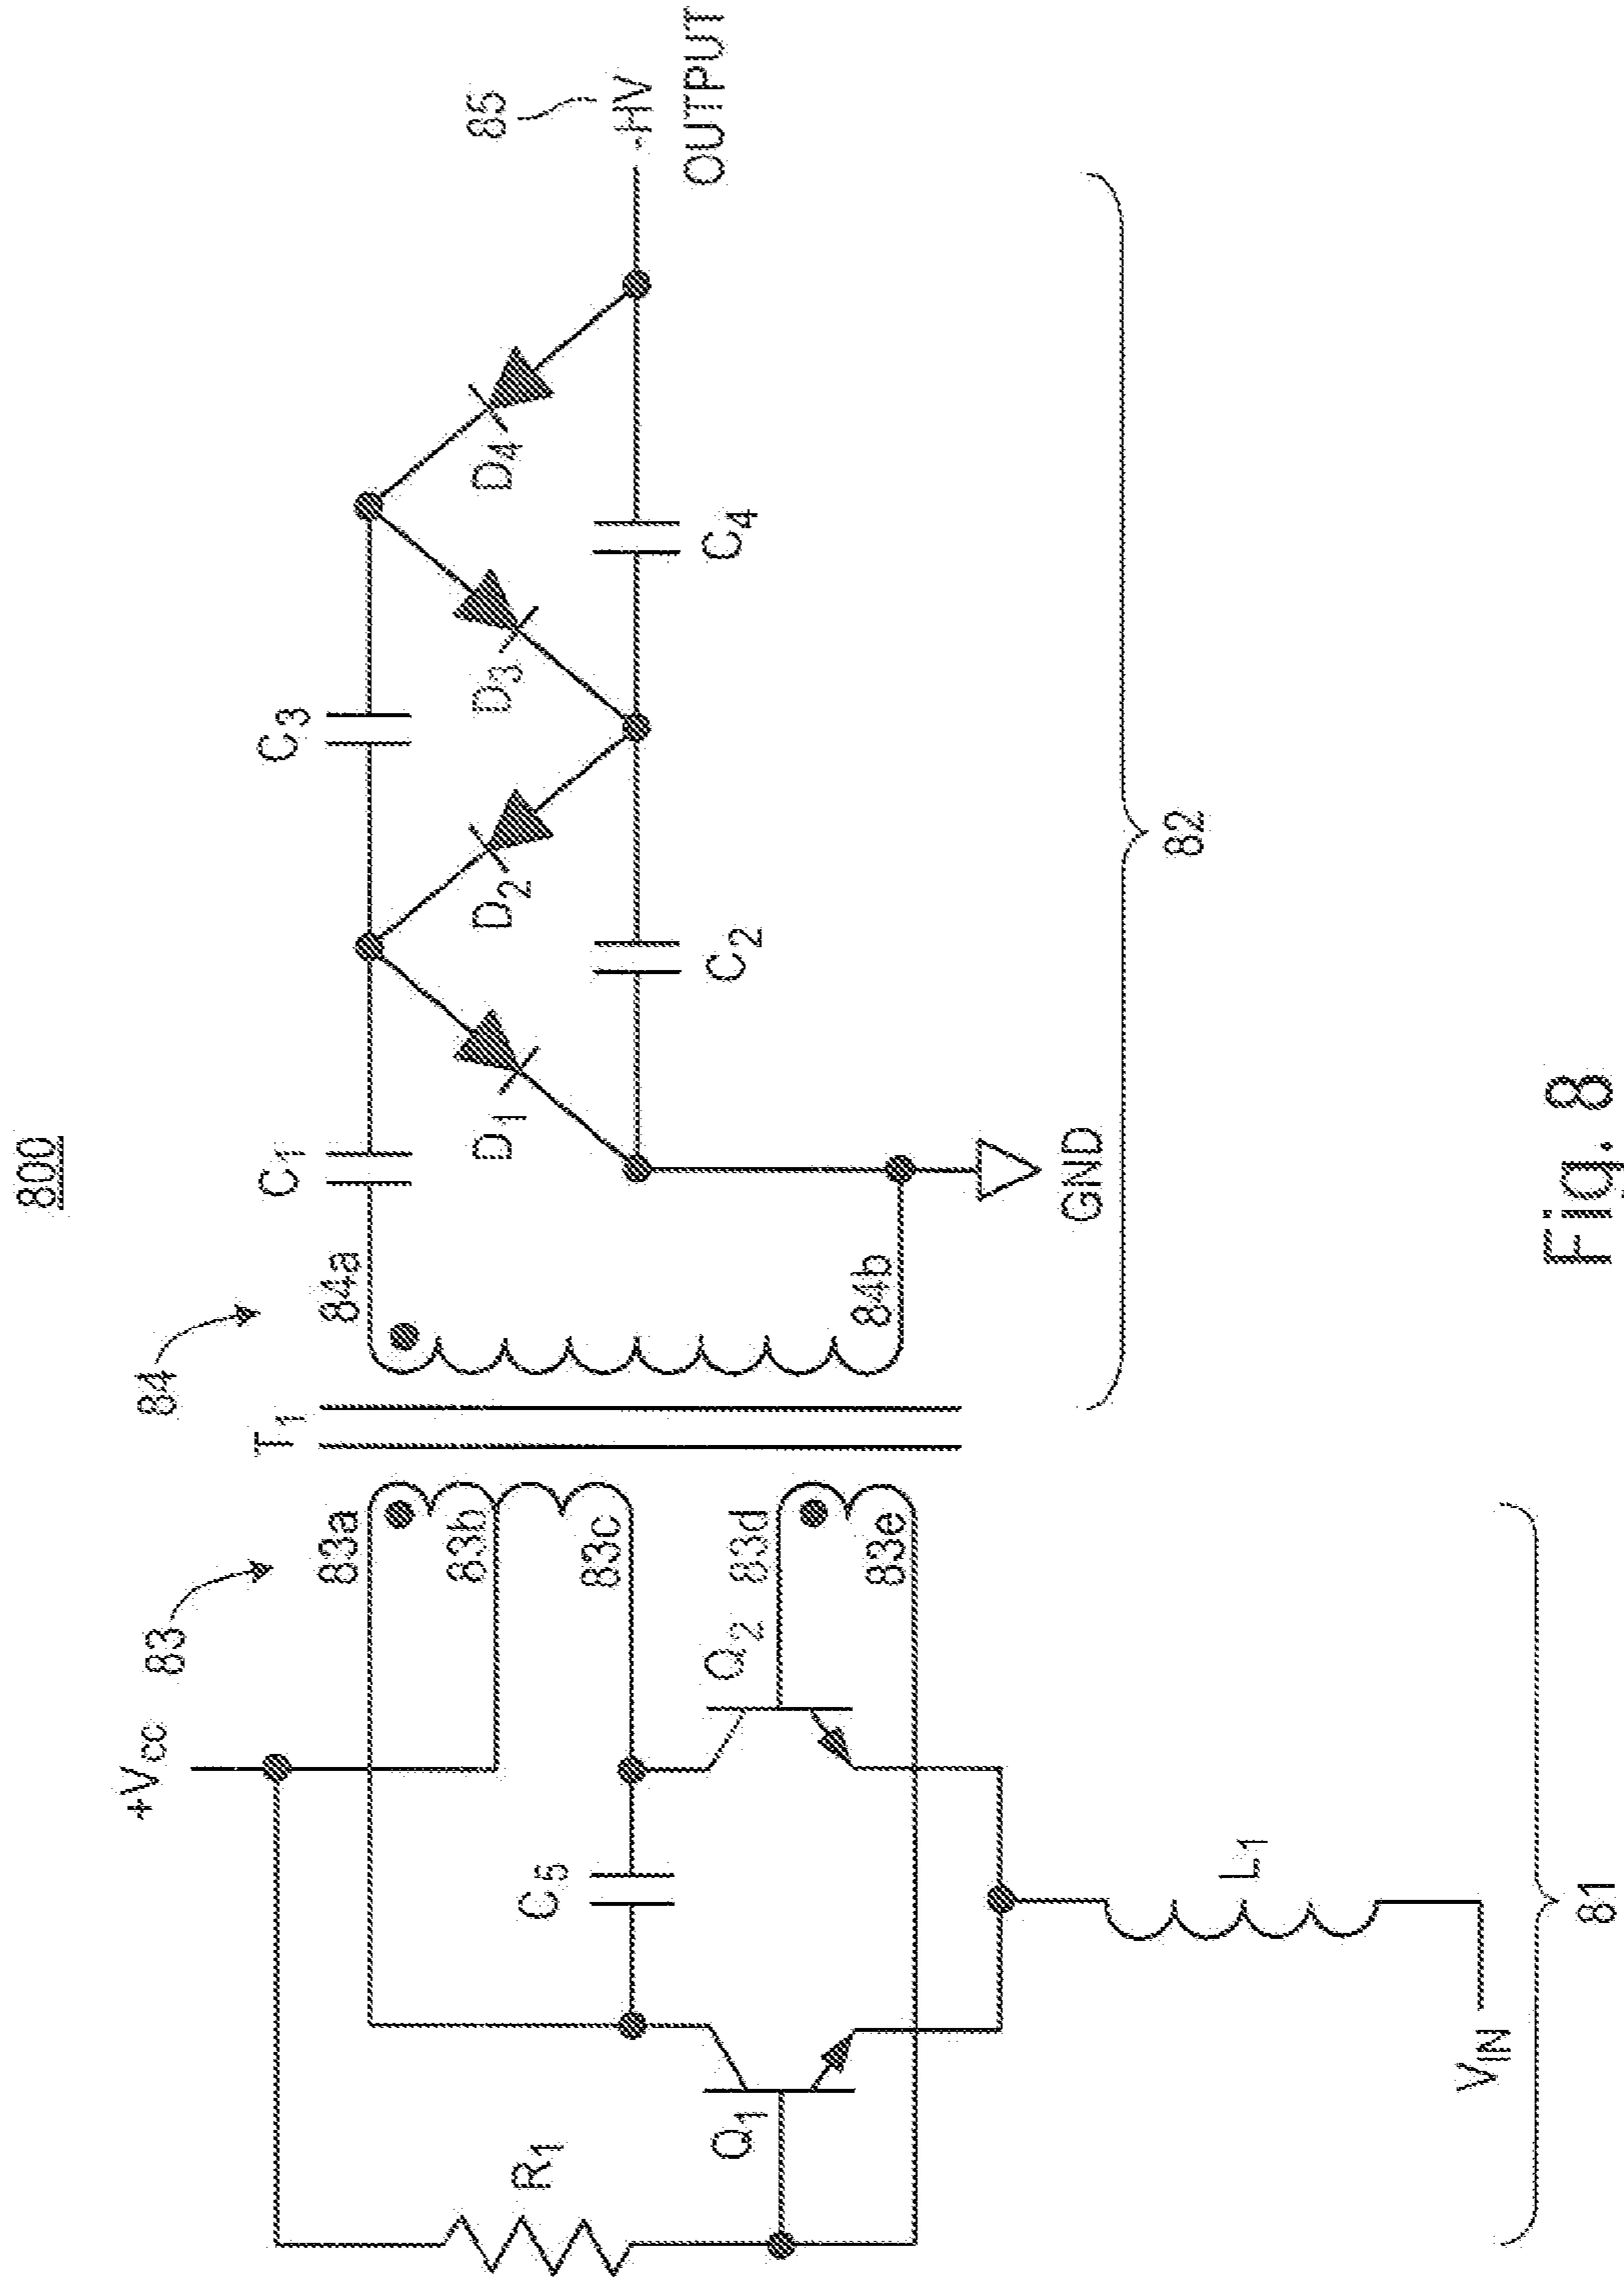 800
83
84
T1
+VCC
83a
83b
83c
83d
83e
84a
84b
R1
C5
Q1
Q2
L1
VIN
81
C1
C3
D1
D2
D3
D4
C2
C4
GND
82
85
-HV
OUTPUT
Fig. 8